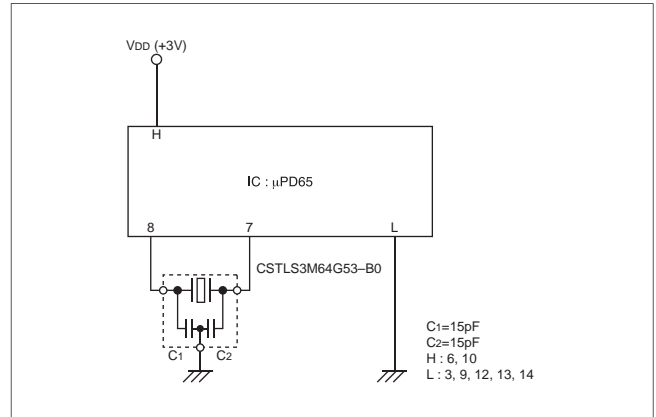 VDD (+3V)
H
IC : μPD65
8 7 L
CSTLS3M64G53–B0
C1 C2
C1=15pF
C2=15pF
H : 6, 10
L : 3, 9, 12, 13, 14